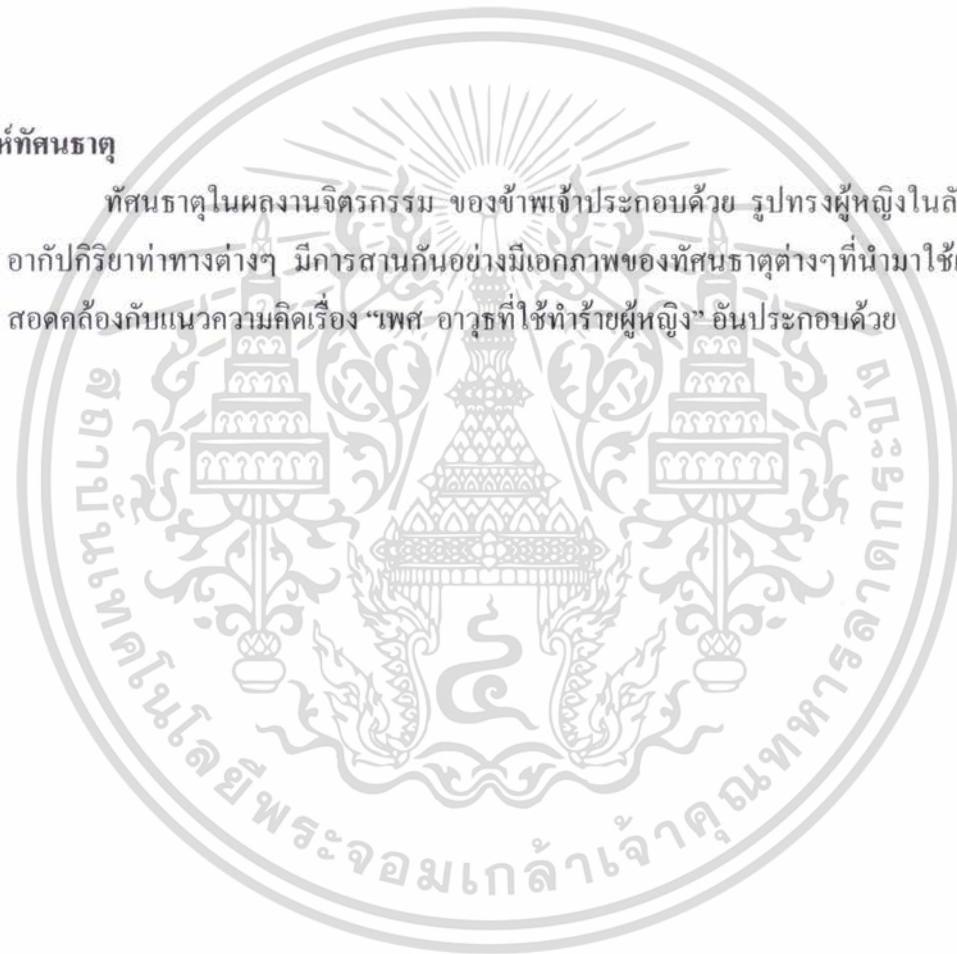 ห์ทัศนธาตุ
ทัศนธาตุในผลงานจิตรกรรม ของข้าพเจ้าประกอบด้วย รูปทรงผู้หญิงใน
อากัปกิริยาท่าทางต่างๆ มีการสานกันอย่างมีเอกภาพของทัศนธาตุต่างๆที่นำมาใช้
สอดคล้องกับแนวความคิดเรื่อง “เพศ อาวุธที่ใช้ทำร้ายผู้หญิง” อันประกอบด้วย
สถาบันเทคโนโลยีพระจอมเกล้าเจ้าคุณทหารลาดกระบัง
๔